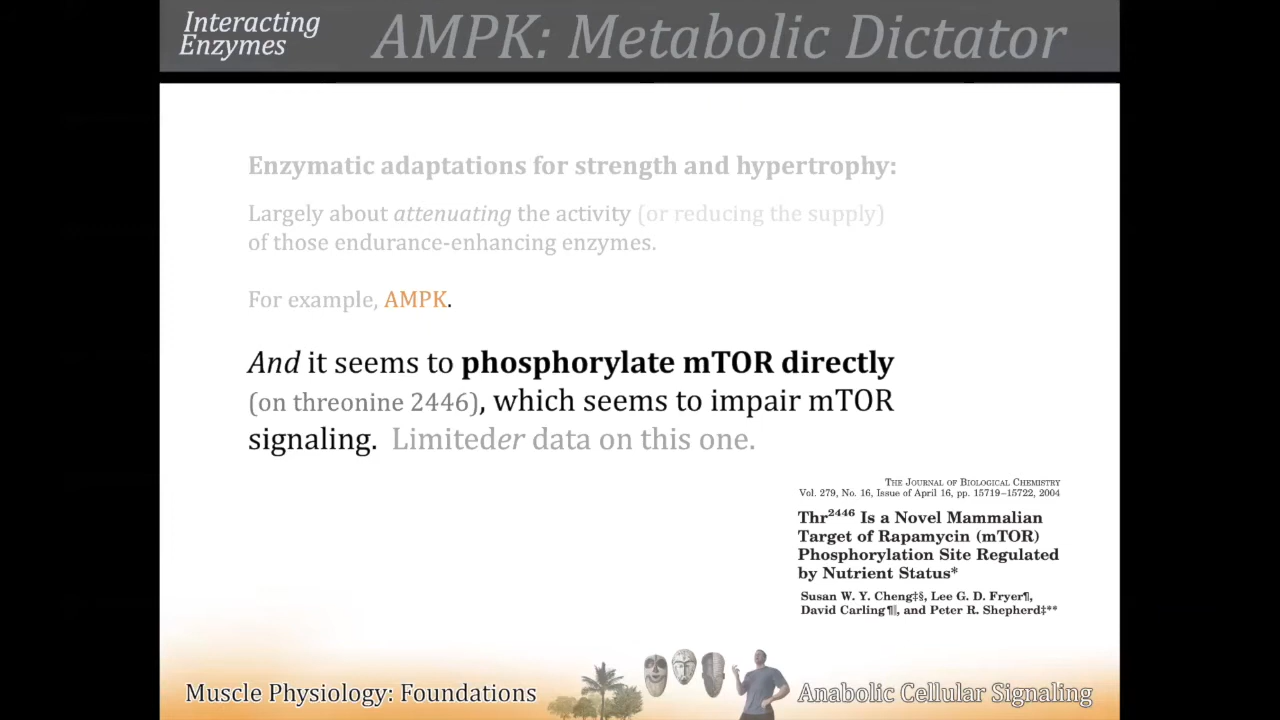 Interacting
Enzymes
AMPK: Metabolic Dictator
Enzymatic adaptations for strength and hypertrophy:
Largely about attenuating the activity (or reducing the supply)
of those endurance-enhancing enzymes.
For example, AMPK.
And it seems to phosphorylate mTOR directly
(on threonine 2446), which seems to impair mTOR
signaling. Limiteder data on this one.
THE JOURNAL OF BIOLOGICAL CHEMISTRY
Vol. 279, No. 16, Issue of April 16, pp. 15719–15722, 2004
Thr2446 Is a Novel Mammalian
Target of Rapamycin (mTOR)
Phosphorylation Site Regulated
by Nutrient Status*
Susan W. Y. Cheng‡§, Lee G. D. Fryer¶,
David Carling¶‖, and Peter R. Shepherd‡**
Muscle Physiology: Foundations
Anabolic Cellular Signaling